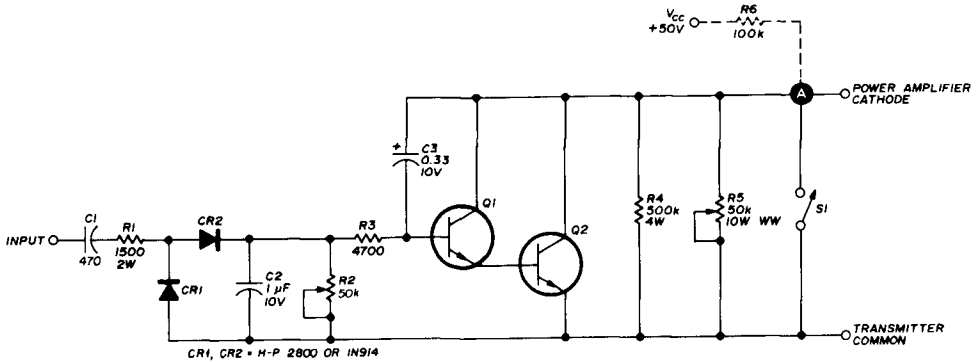 VCC
+50V
R6
100k
A
POWER AMPLIFIER
CATHODE
+
C3
0.33
10V
Q1
Q2
R4
500k
4W
R5
50k
10W WW
S1
INPUT
C1
470
R1
1500
2W
CR2
CR1
C2
1 µF
10V
R2
50k
R3
4700
TRANSMITTER
COMMON
CR1, CR2 = H-P 2800 OR 1N914